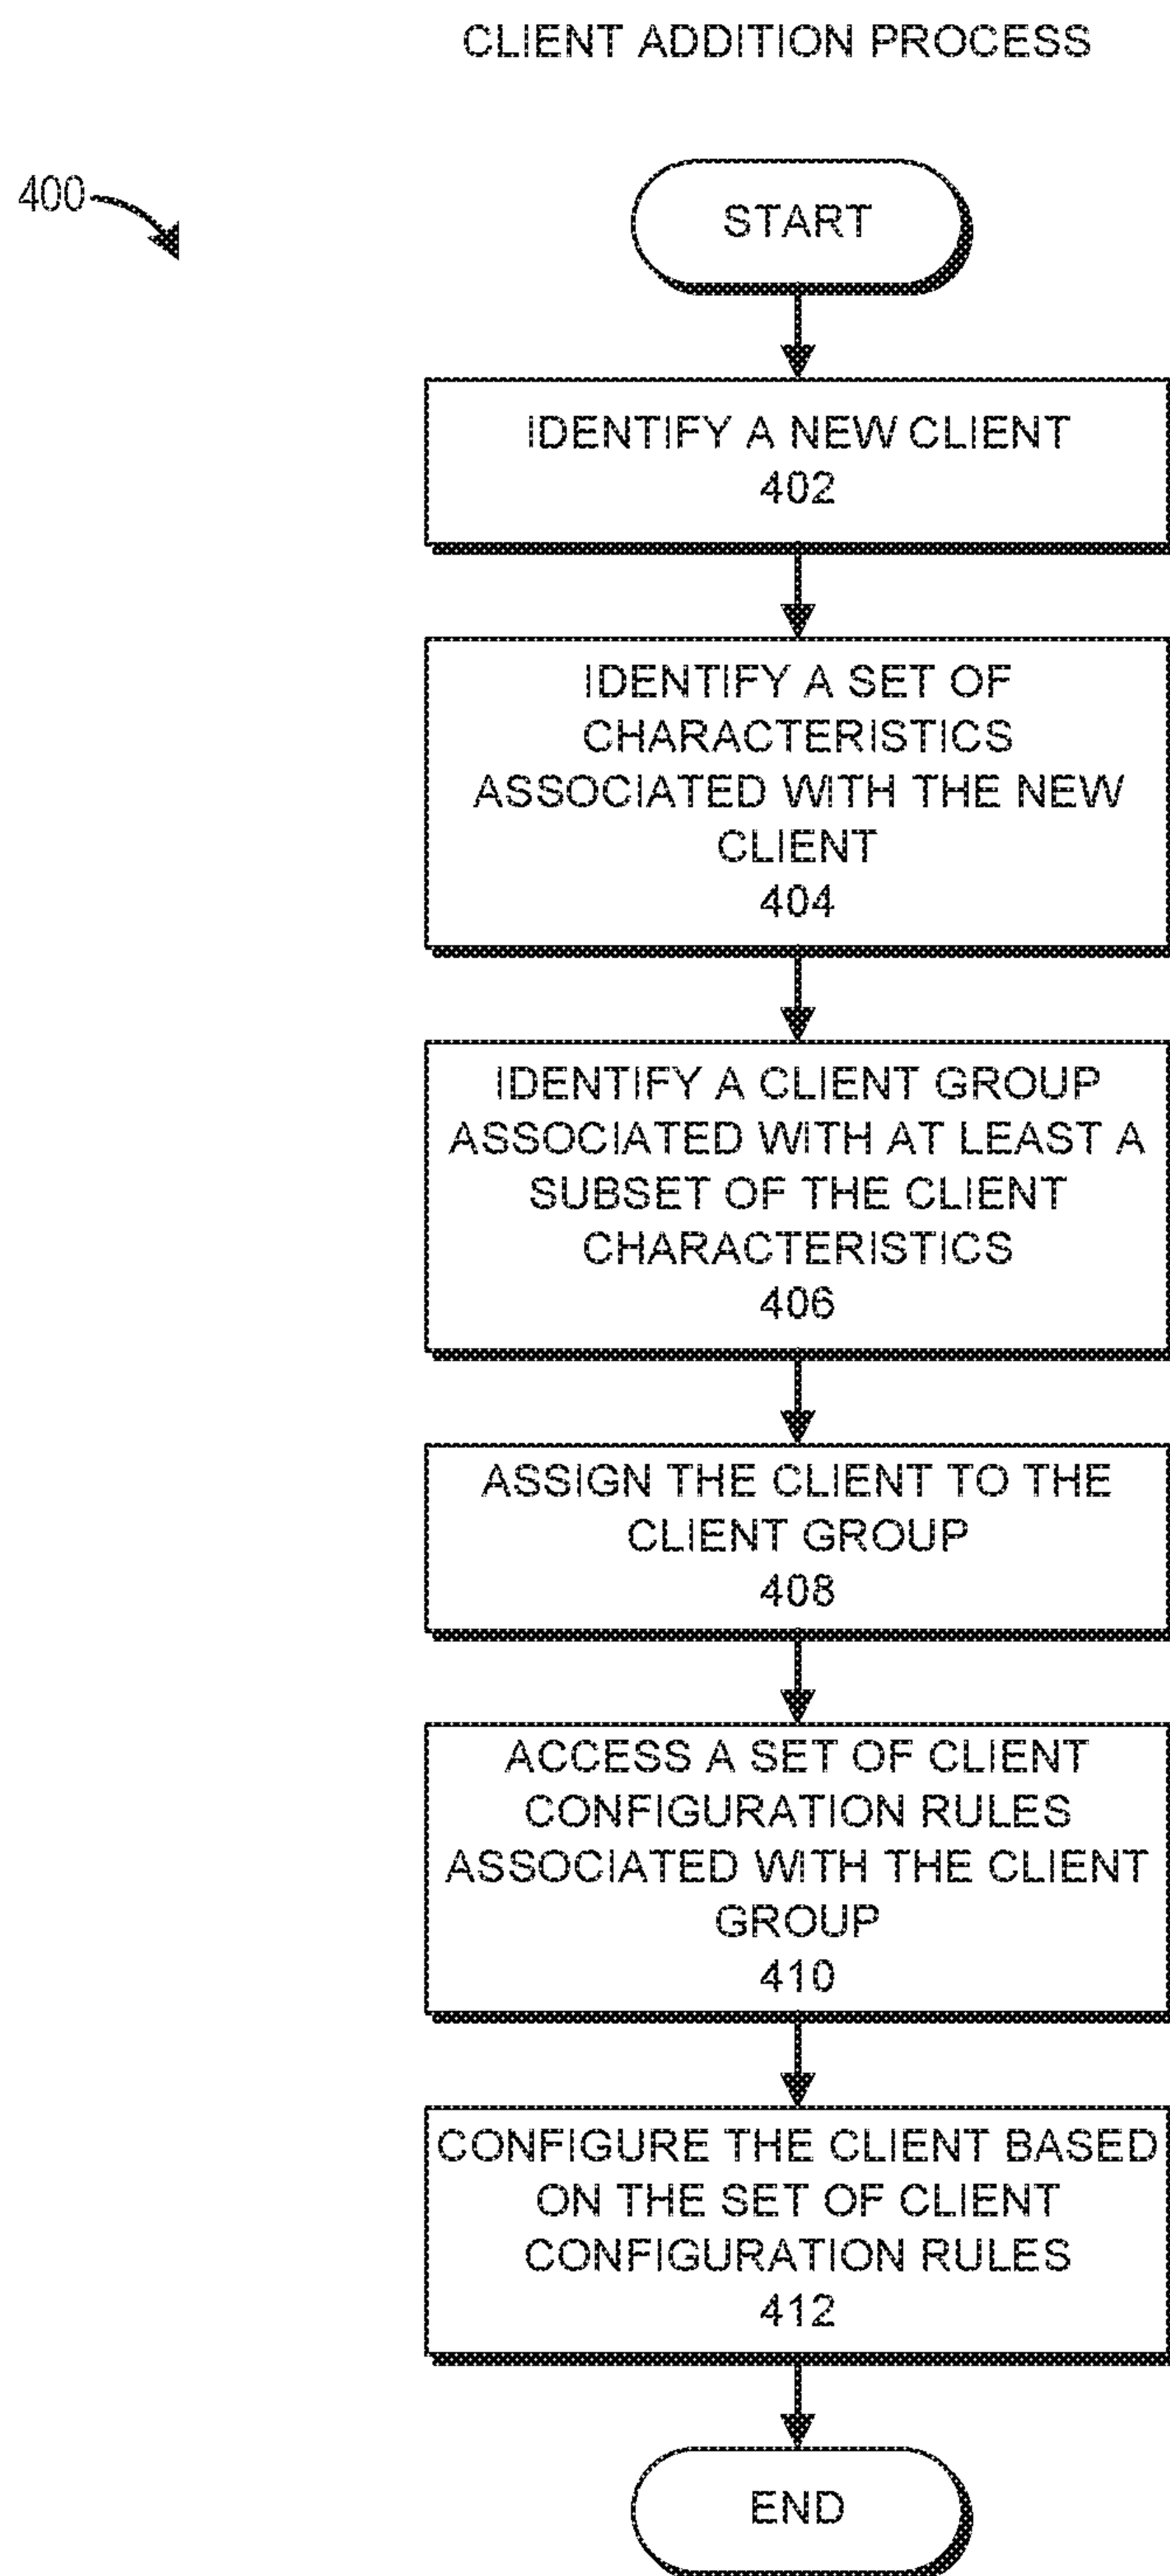 CLIENT ADDITION PROCESS
400
START
IDENTIFY A NEW CLIENT
402
IDENTIFY A SET OF
CHARACTERISTICS
ASSOCIATED WITH THE NEW
CLIENT
404
IDENTIFY A CLIENT GROUP
ASSOCIATED WITH AT LEAST A
SUBSET OF THE CLIENT
CHARACTERISTICS
406
ASSIGN THE CLIENT TO THE
CLIENT GROUP
408
ACCESS A SET OF CLIENT
CONFIGURATION RULES
ASSOCIATED WITH THE CLIENT
GROUP
410
CONFIGURE THE CLIENT BASED
ON THE SET OF CLIENT
CONFIGURATION RULES
412
END